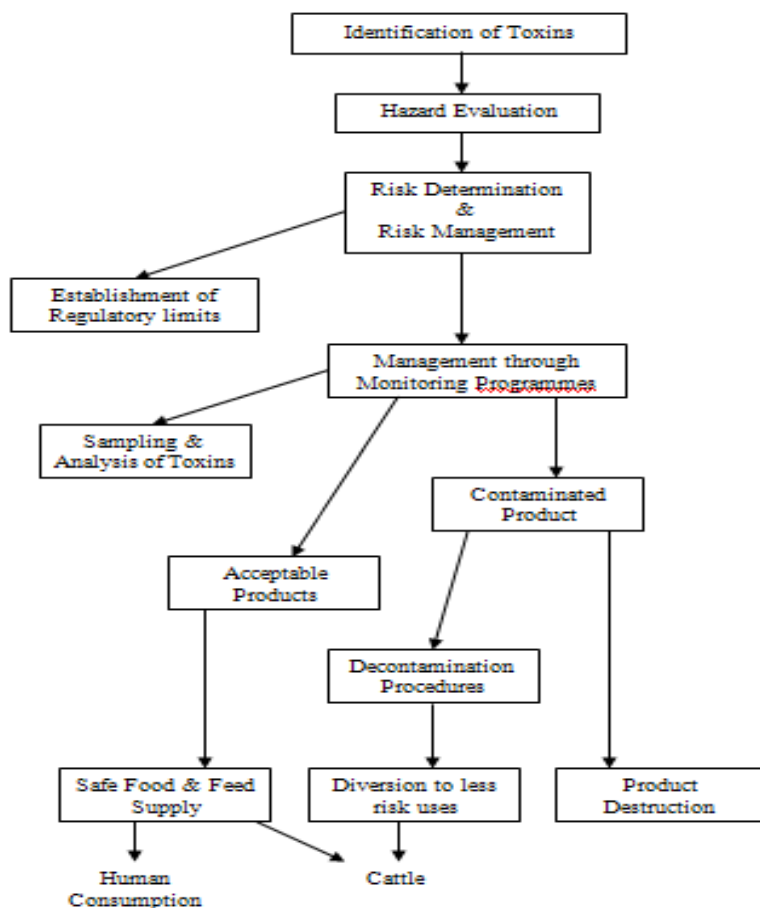 Identification of Toxins
Hazard Evaluation
Risk Determination
&
Risk Management
Establishment of
Regulatory limits
Management through
Monitoring Programmes
Sampling &
Analysis of Toxins
Contaminated
Product
Acceptable
Products
Decontamination
Procedures
Safe Food & Feed
Supply
Diversion to less
risk uses
Product
Destruction
Human
Consumption
Cattle